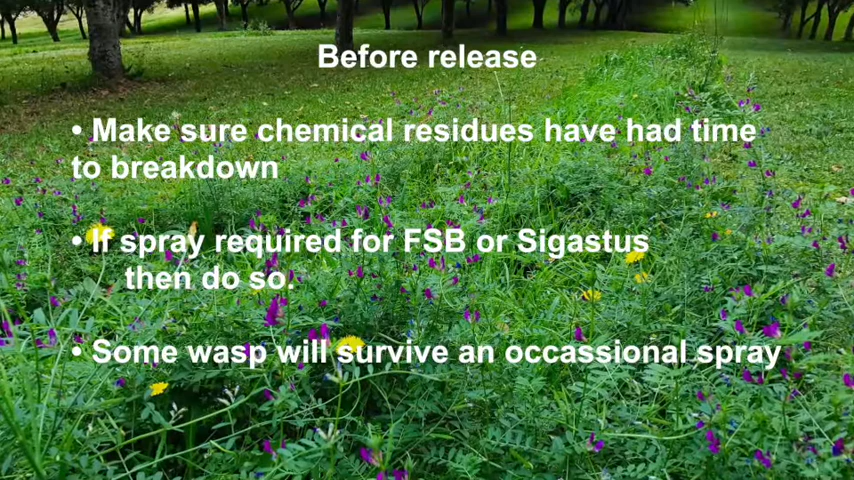 Before release
• Make sure chemical residues have had time
to breakdown
• If spray required for FSB or Sigastus
then do so.
• Some wasp will survive an occassional spray